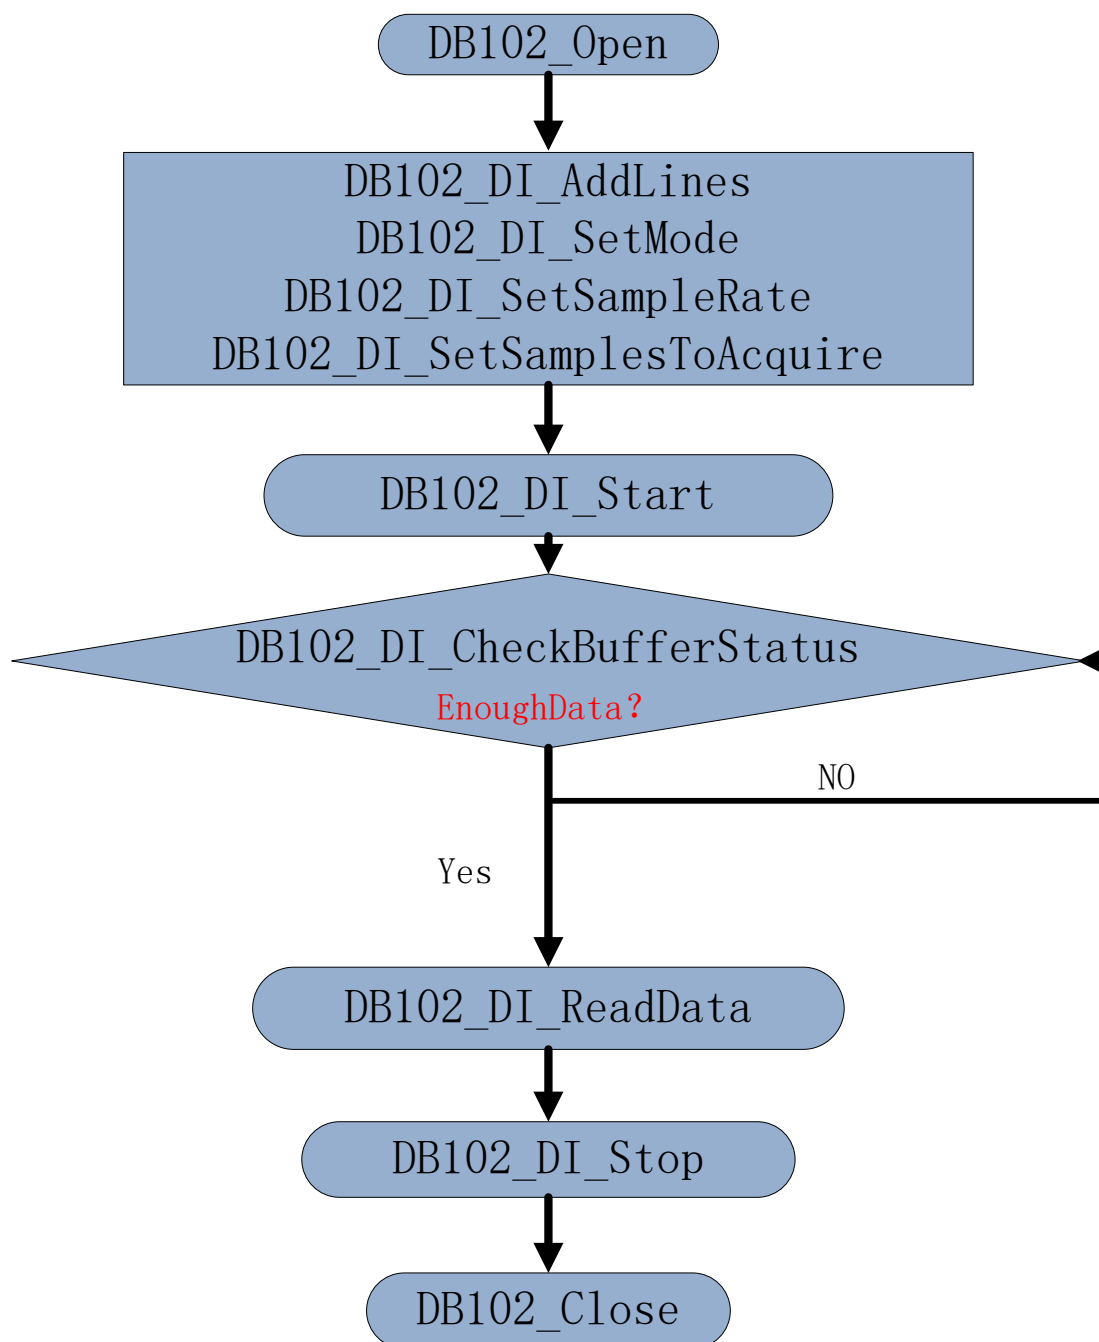 DB102_Open
DB102_DI_AddLines
DB102_DI_SetMode
DB102_DI_SetSampleRate
DB102_DI_SetSamplesToAcquire
DB102_DI_Start
DB102_DI_CheckBufferStatus
EnoughData?
NO
Yes
DB102_DI_ReadData
DB102_DI_Stop
DB102_Close